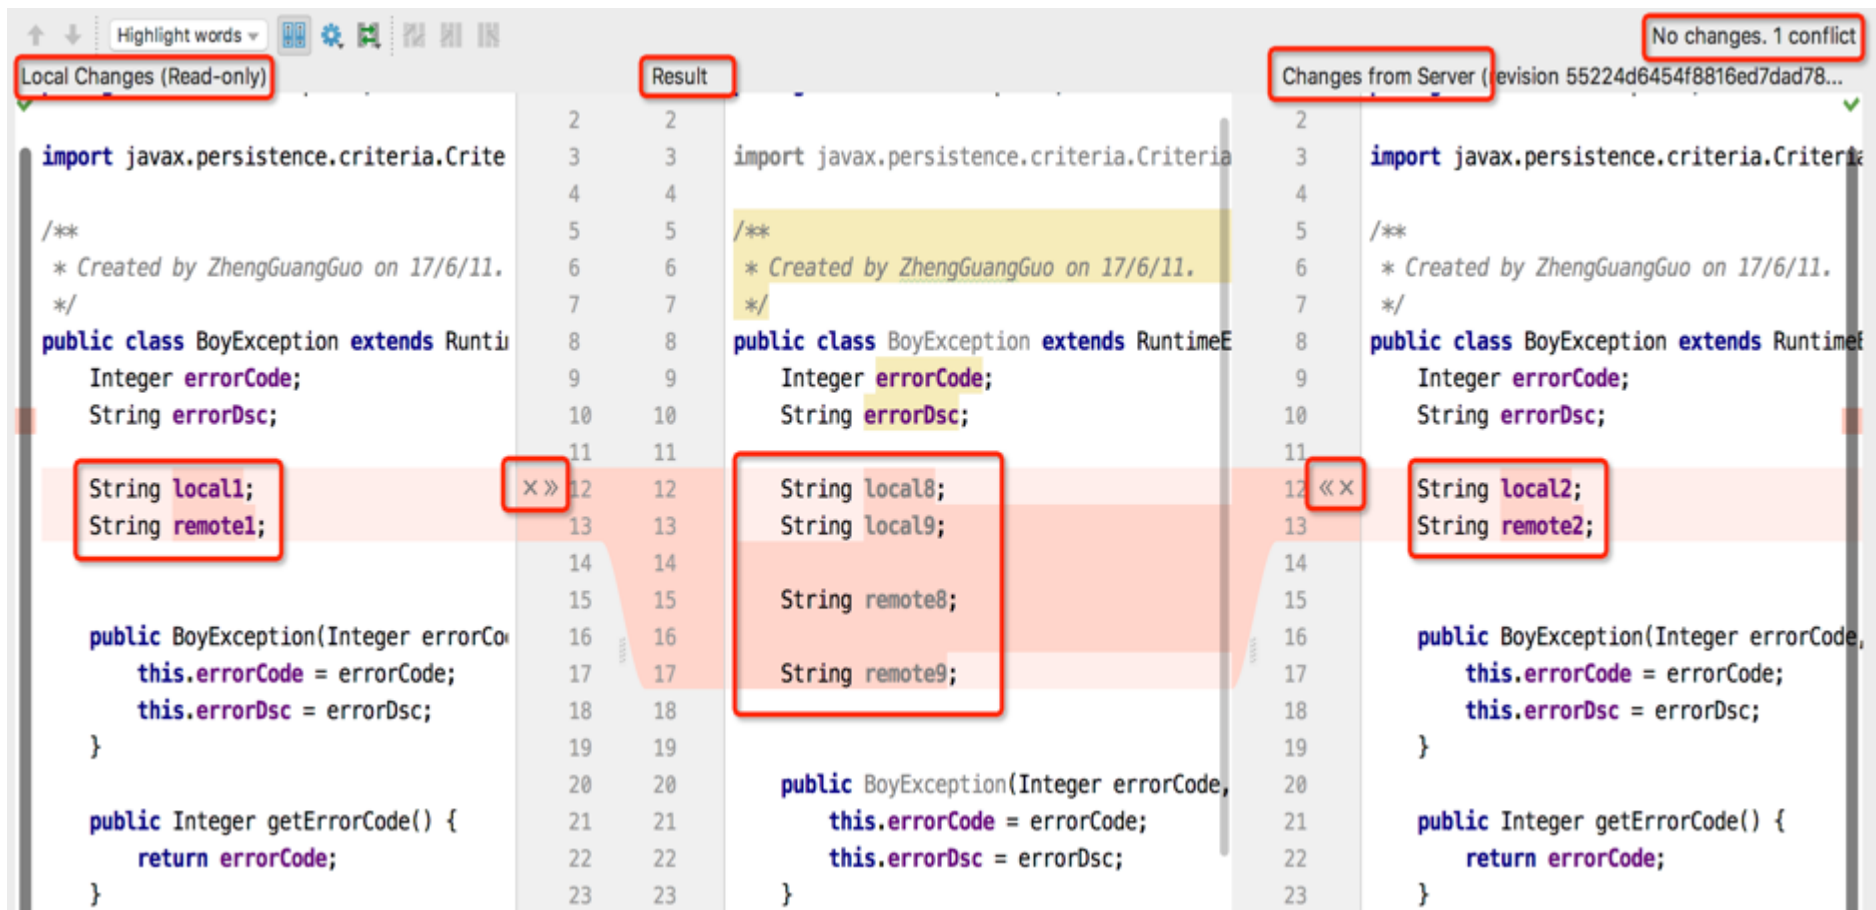 Highlight words
No changes. 1 conflict
Local Changes (Read-only)
Result
Changes from Server (revision 55224d6454f8816ed7dad78...
2 2
import javax.persistence.criteria.Crite 3 3
4 4
/** 5 5
* Created by ZhengGuangGuo on 17/6/11. 6 6
*/ 7 7
public class BoyException extends Runti 8 8
Integer errorCode; 9 9
String errorDsc; 10 10
11 11
String local1; 12 12
String remote1; 13 13
14 14
15 15
public BoyException(Integer errorCo 16 16
this.errorCode = errorCode; 17 17
this.errorDsc = errorDsc; 18 18
} 19 19
20 20
public Integer getErrorCode() { 21 21
return errorCode; 22 22
} 23 23
import javax.persistence.criteria.Criteria
/**
* Created by ZhengGuangGuo on 17/6/11.
*/
public class BoyException extends RuntimeE
Integer errorCode;
String errorDsc;
String local8;
String local9;
String remote8;
String remote9;
public BoyException(Integer errorCode,
this.errorCode = errorCode;
this.errorDsc = errorDsc;
}
2
3 import javax.persistence.criteria.Criteria
4
5 /**
6 * Created by ZhengGuangGuo on 17/6/11.
7 */
8 public class BoyException extends RuntimeE
9 Integer errorCode;
10 String errorDsc;
11
12 String local2;
13 String remote2;
14
15
16 public BoyException(Integer errorCode,
17 this.errorCode = errorCode;
18 this.errorDsc = errorDsc;
19 }
20
21 public Integer getErrorCode() {
22 return errorCode;
23 }